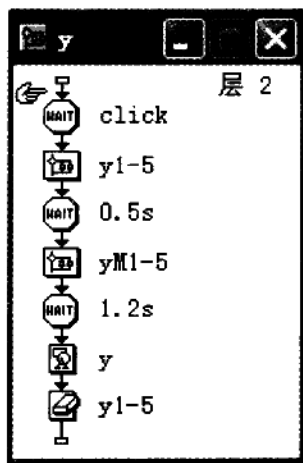 y
层 2
WAIT click
y1-5
WAIT 0.5s
yM1-5
WAIT 1.2s
y
y1-5